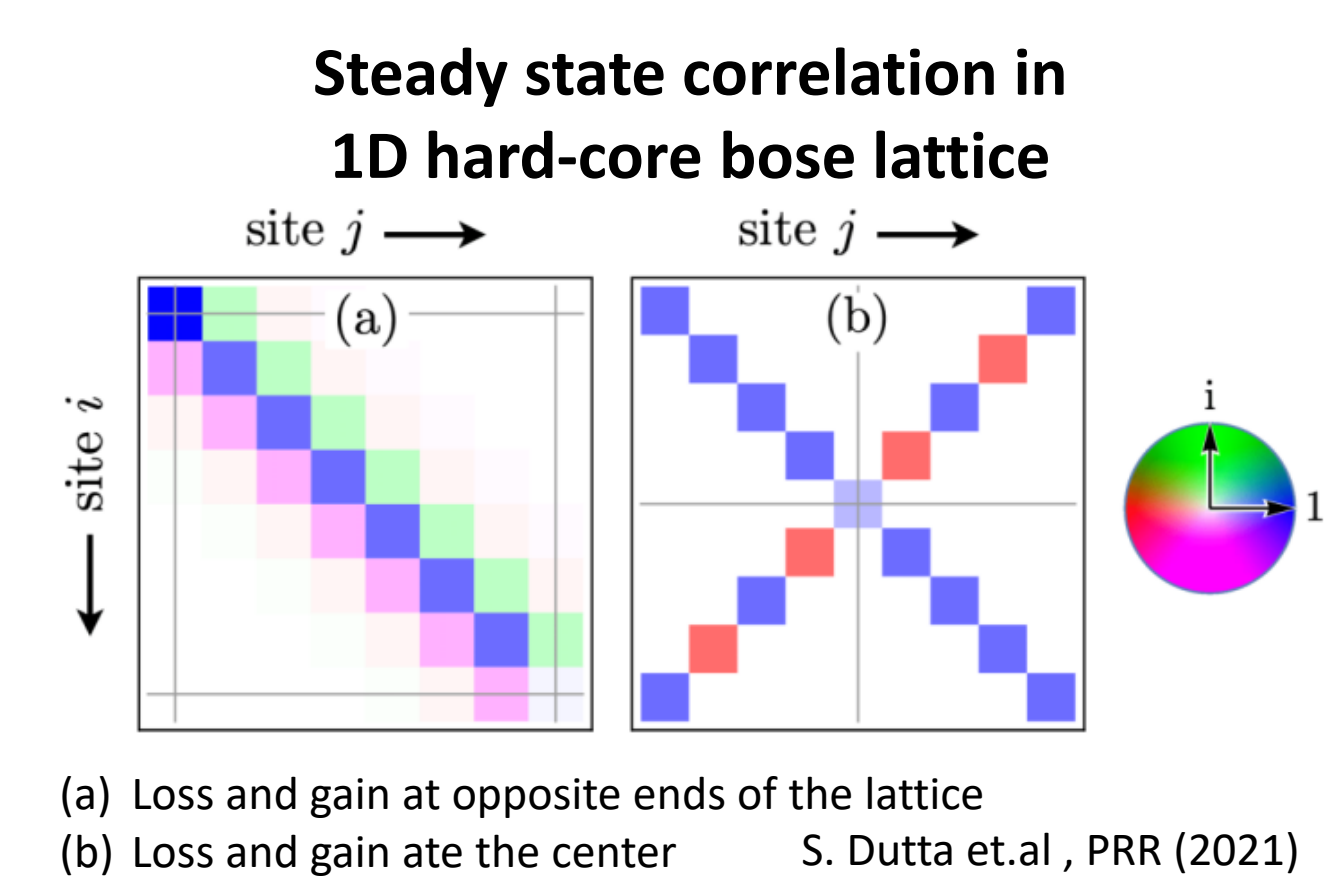 Steady state correlation in
1D hard-core bose lattice
site j
site j
(a)
(b)
site i
i
1
(a) Loss and gain at opposite ends of the lattice
(b) Loss and gain ate the center
S. Dutta et.al , PRR (2021)